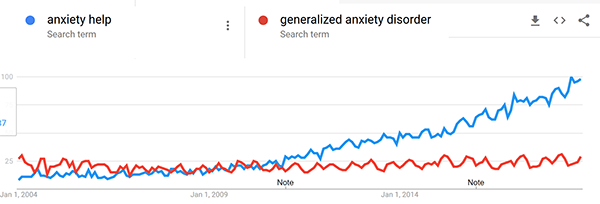 anxiety help
Search term
generalized anxiety disorder
Search term
100
37
25
Note
Note
Jan 1, 2004
Jan 1, 2009
Jan 1, 2014